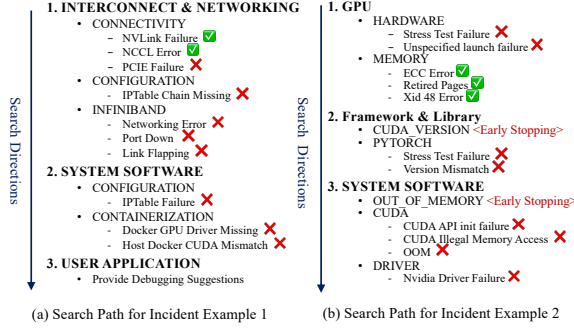 1. INTERCONNECT & NETWORKING
• CONNECTIVITY
- NVLink Failure ✅
- NCCL Error ✅
- PCIE Failure ❌
• CONFIGURATION
- IPTable Chain Missing ❌
• INFINIBAND
- Networking Error ❌
- Port Down ❌
- Link Flapping ❌
2. SYSTEM SOFTWARE
• CONFIGURATION
- IPTable Failure ❌
• CONTAINERIZATION
- Docker GPU Driver Missing ❌
- Host Docker CUDA Mismatch ❌
3. USER APPLICATION
• Provide Debugging Suggestions
Search Directions
(a) Search Path for Incident Example 1
1. GPU
• HARDWARE
- Stress Test Failure ❌
- Unspecified launch failure ❌
• MEMORY
- ECC Error ✅
- Retired Pages ✅
- Xid 48 Error ✅
2. Framework & Library
• CUDA_VERSION <Early Stopping>
• PYTORCH
- Stress Test Failure ❌
- Version Mismatch ❌
3. SYSTEM SOFTWARE
• OUT_OF_MEMORY <Early Stopping>
• CUDA
- CUDA API init failure ❌
- CUDA Illegal Memory Access ❌
- OOM ❌
• DRIVER
- Nvidia Driver Failure ❌
Search Directions
(b) Search Path for Incident Example 2